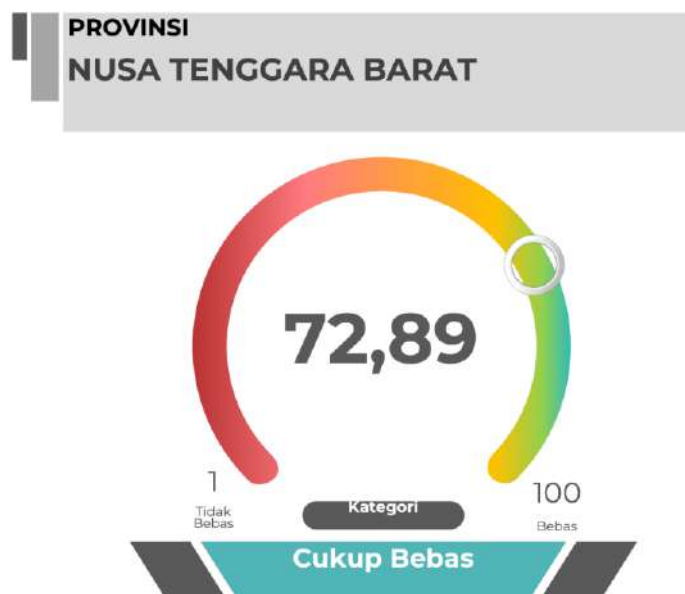 PROVINSI
NUSA TENGGARA BARAT
72,89
1
Tidak
Bebas
Kategori
100
Bebas
Cukup Bebas